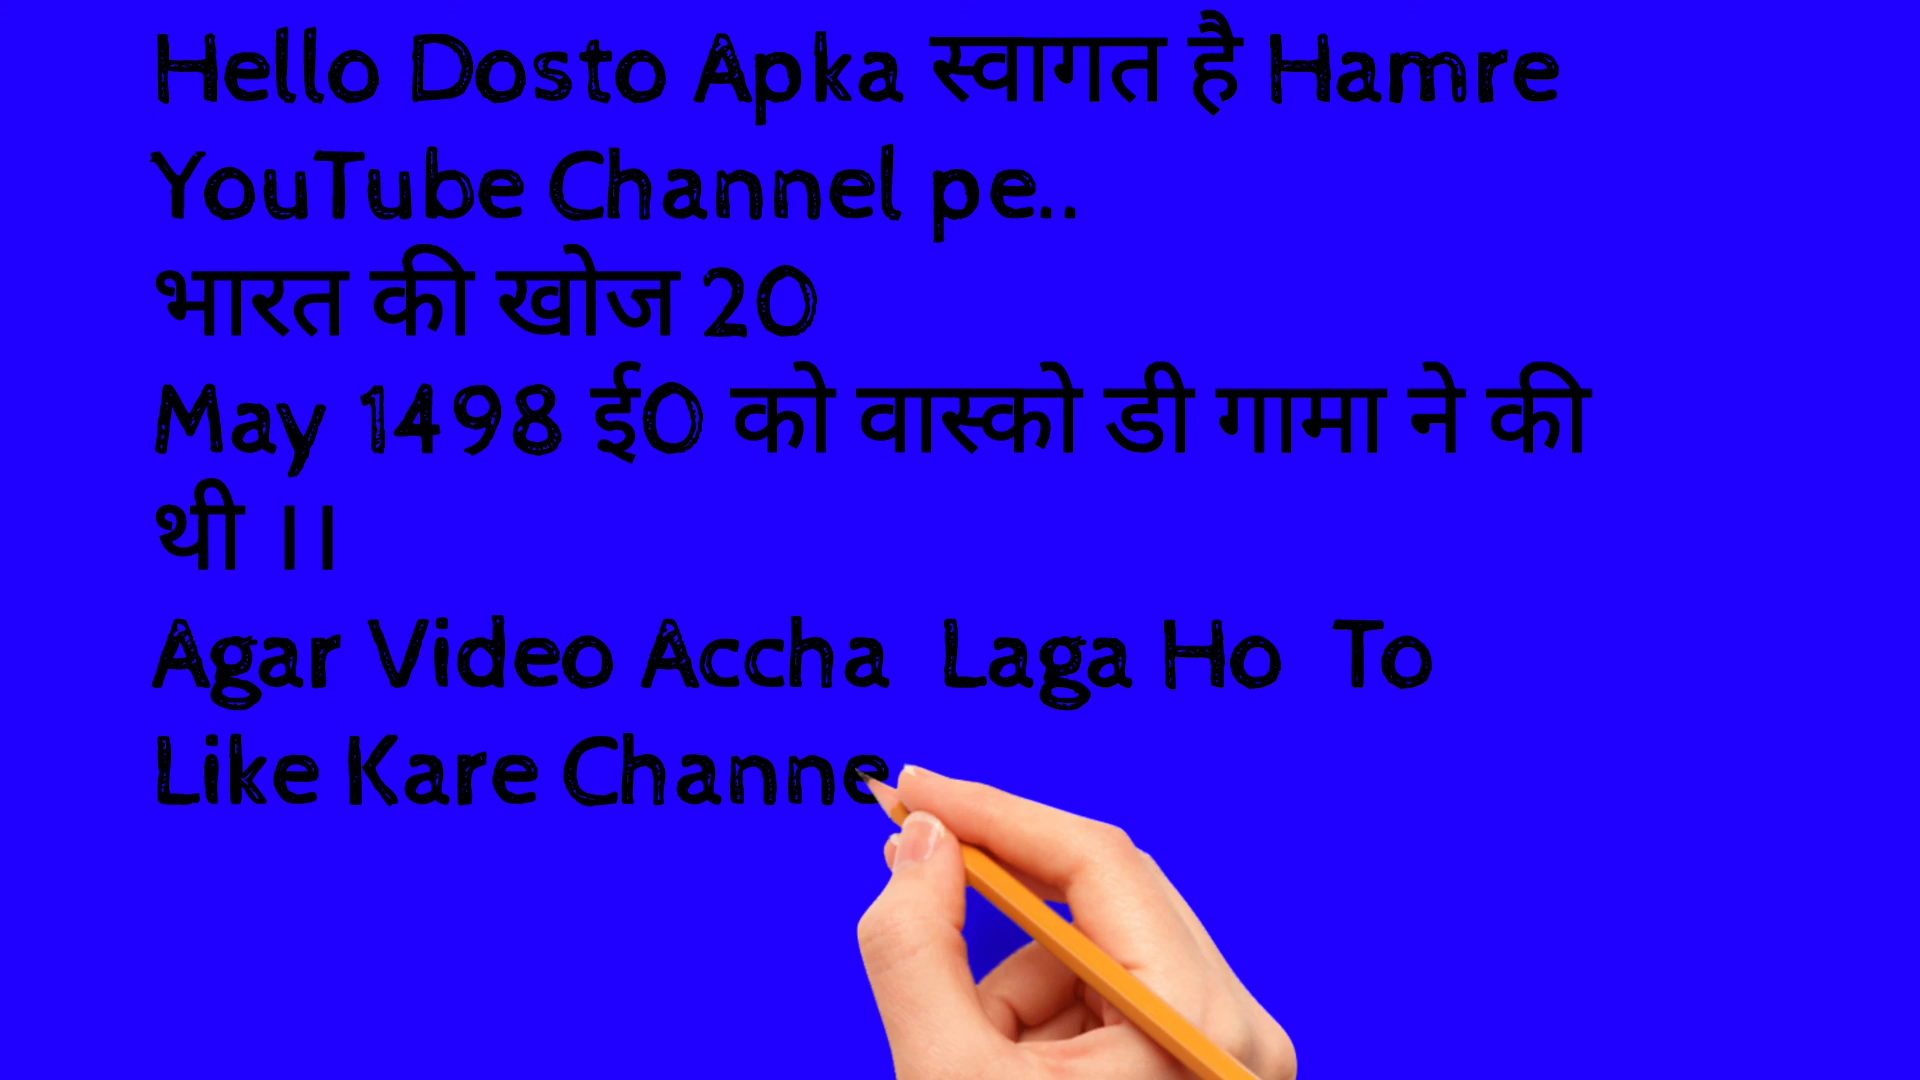 Hello Dosto Apka स्वागत है Hamre
YouTube Channel pe..
भारत की खोज 20
May 1498 ई0 को वास्को डी गामा ने की
थी ।।
Agar Video Accha  Laga Ho  To
Like Kare Channe